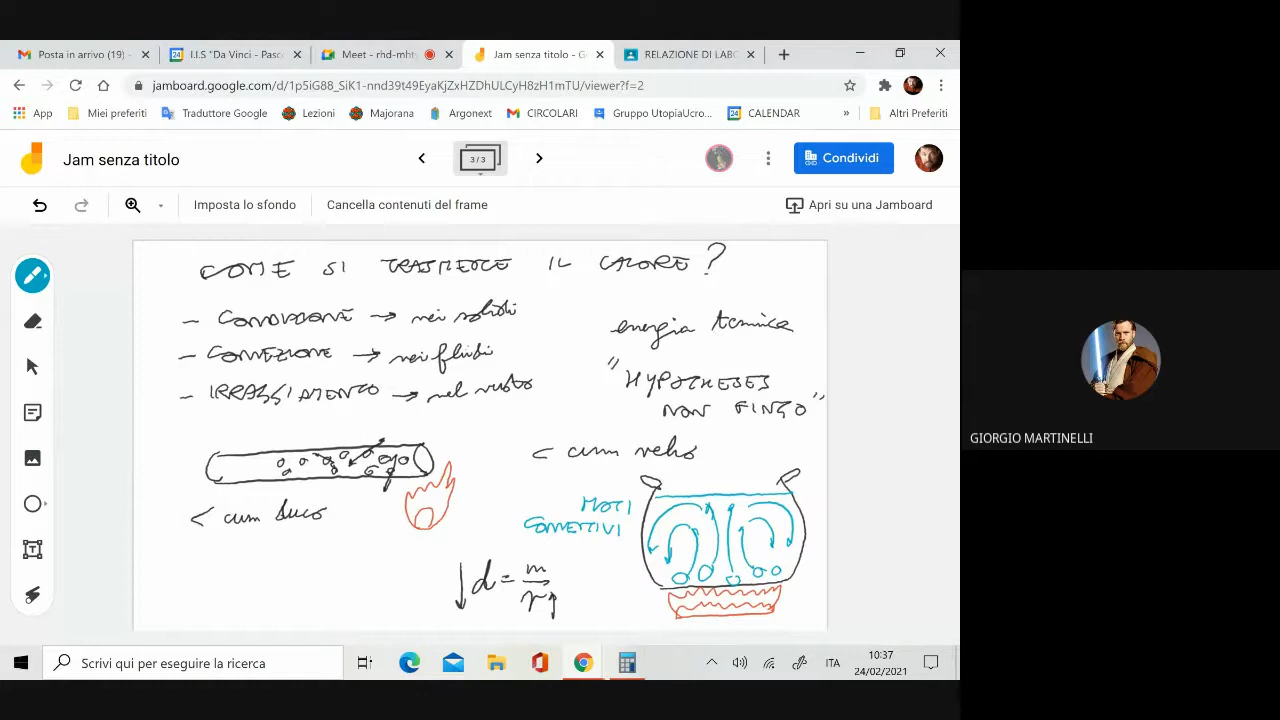 Posta in arrivo (19) -
I.I.S "Da Vinci - Pasc
Meet - rhd-mht
Jam senza titolo - G
RELAZIONE DI LAB
jamboard.google.com/d/1p5iG88_SiK1-nnd39t49EyaKjZxHZDhULCyH8zH1mTU/viewer?f=2
App
Miei preferiti
Traduttore Google
Lezioni
Majorana
Argonext
CIRCOLARI
Gruppo UtopiaUcro...
CALENDAR
»
Altri Preferiti
Jam senza titolo
3/3
Condividi
Imposta lo sfondo
Cancella contenuti del frame
Apri su una Jamboard
COME SI TRASMETTE IL CALORE?
- CONDUZIONE → nei solidi
- CONVEZIONE → nei fluidi
- IRRAGGIAMENTO → nel vuoto
energia termica
"HYPOTHESES
NON FINGO"
< cum veho
< cum duco
MOTI
CONVETTIVI
↓ d = m/V ↑
GIORGIO MARTINELLI
Scrivi qui per eseguire la ricerca
ITA
10:37
24/02/2021